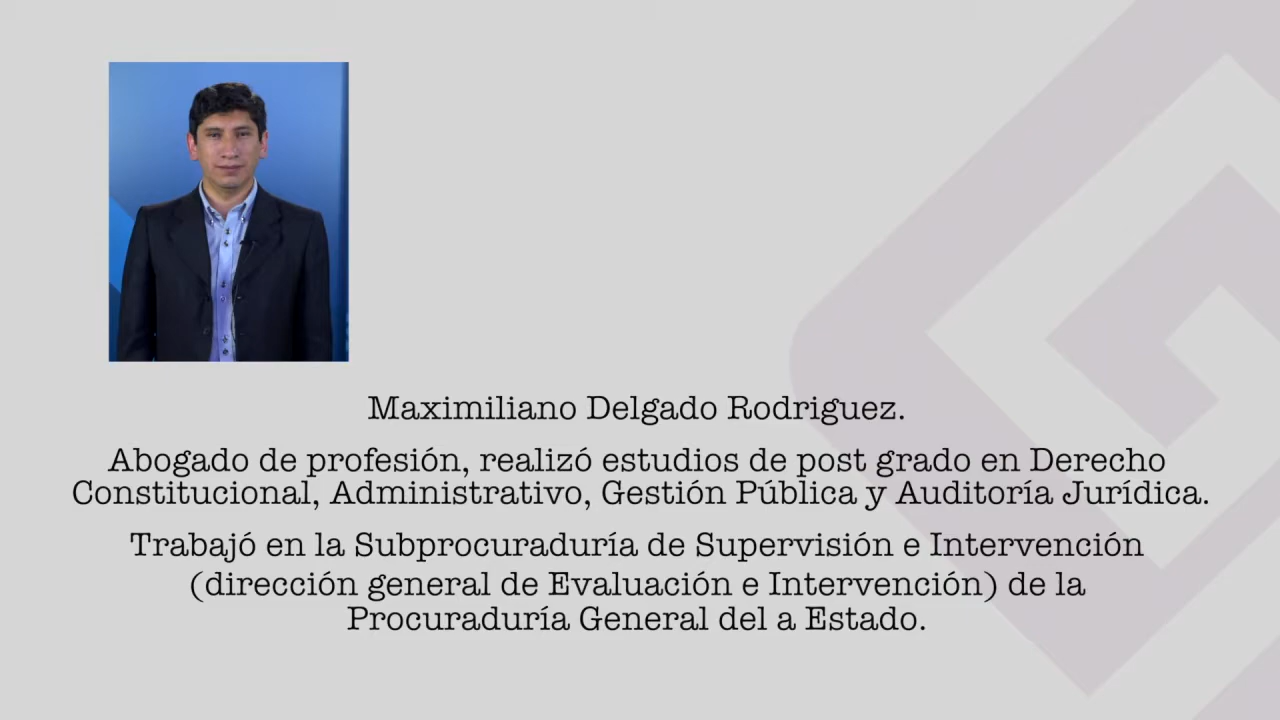 Maximiliano Delgado Rodriguez.
Abogado de profesión, realizó estudios de post grado en Derecho
Constitucional, Administrativo, Gestión Pública y Auditoría Jurídica.
Trabajó en la Subprocuraduría de Supervisión e Intervención
(dirección general de Evaluación e Intervención) de la
Procuraduría General del a Estado.